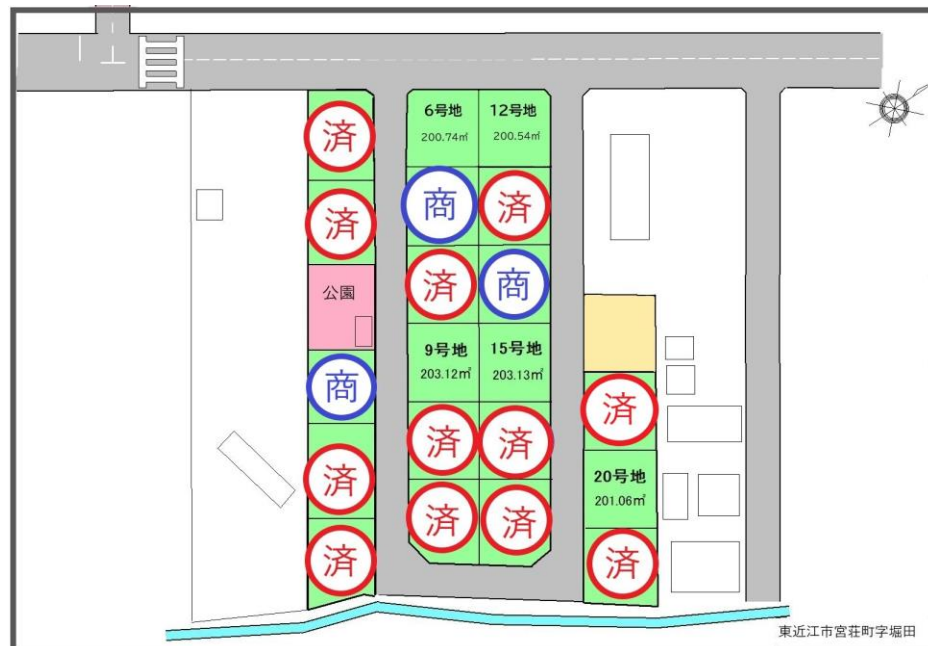 済
6号地
12号地
200.74㎡
200.54㎡
済
商
済
公園
済
商
9号地
15号地
203.12㎡
203.13㎡
商
済
済
済
済
20号地
201.06㎡
済
済
済
済
済
東近江市宮荘町字堀田